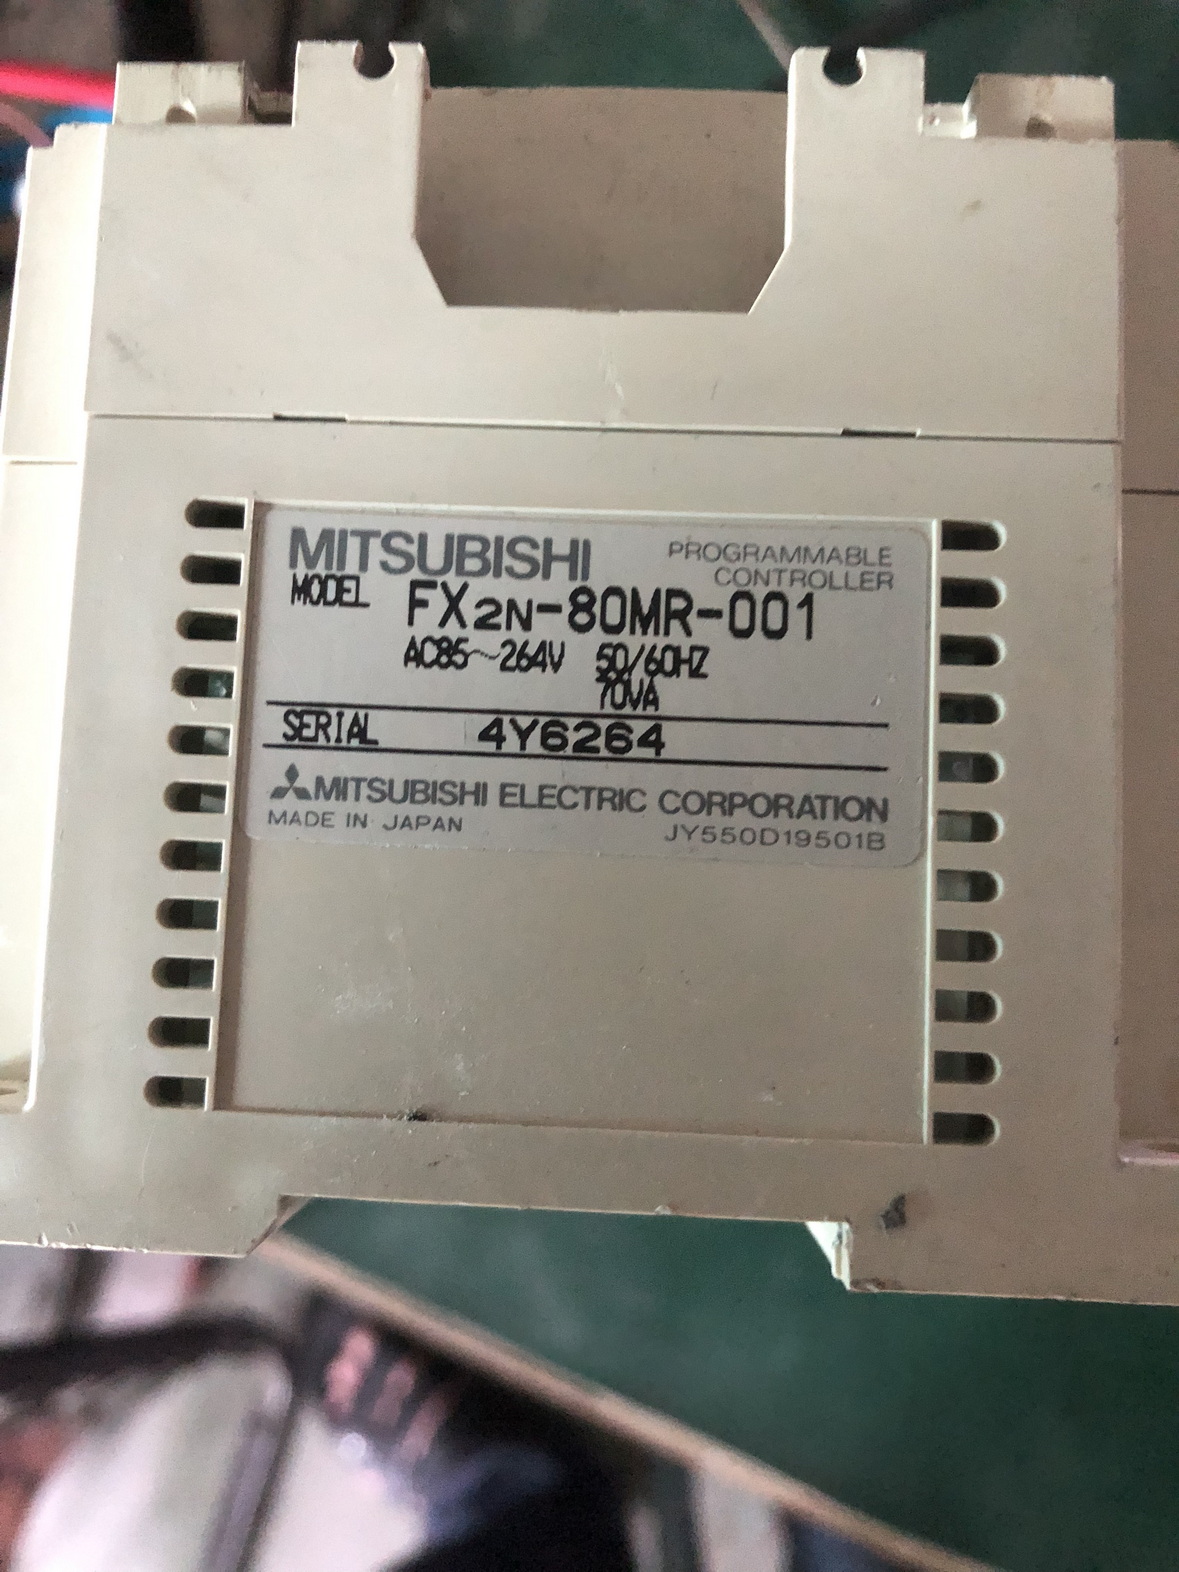 MITSUBISHI
PROGRAMMABLE
CONTROLLER
MODEL FX2N-80MR-001
AC85~264V 50/60HZ
70VA
SERIAL 4Y6264
MITSUBISHI ELECTRIC CORPORATION
MADE IN JAPAN JY550D19501B